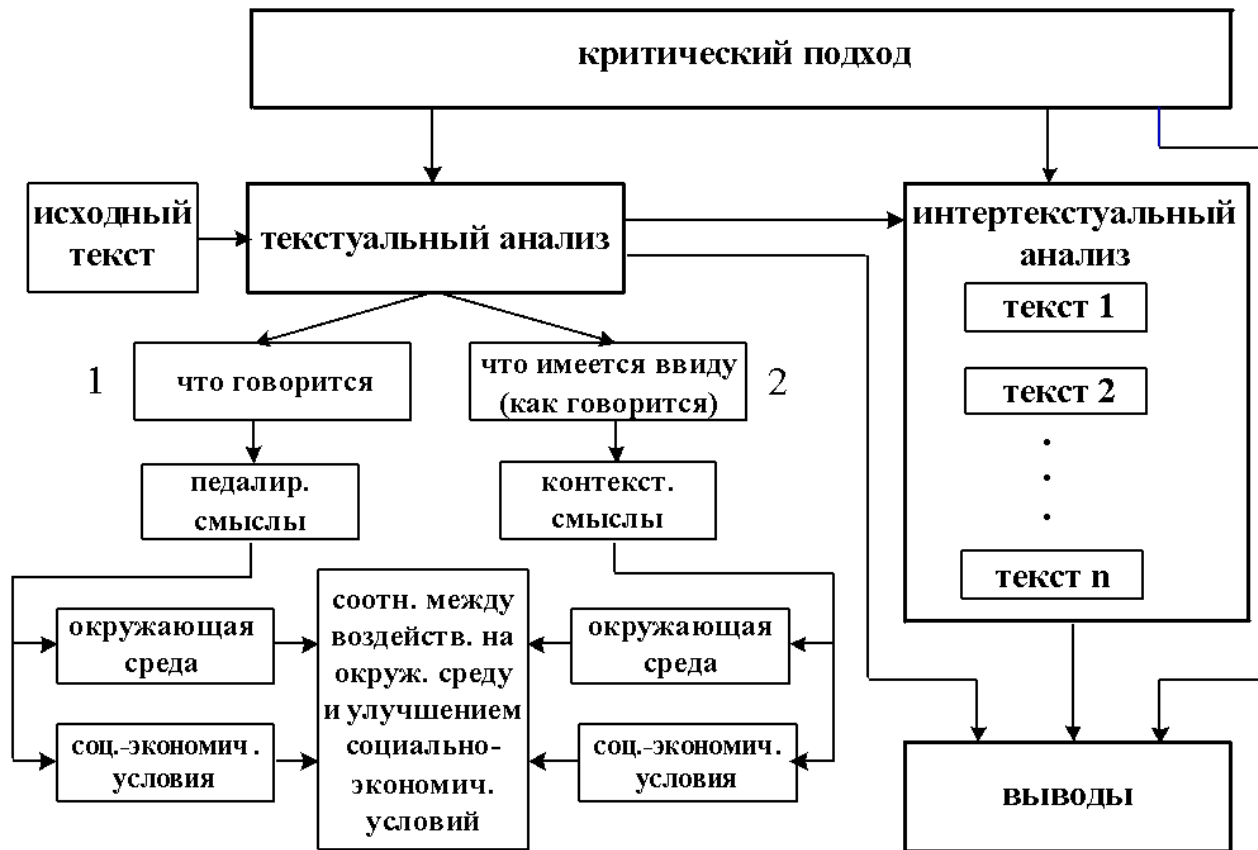 критический подход
исходный
текст
текстуальный анализ
интертекстуальный
анализ
текст 1
текст 2
.
.
.
текст n
1
что говорится
что имеется ввиду
(как говорится)
2
педалир.
смыслы
контекст.
смыслы
окружающая
среда
соц.-экономич.
условия
соотн. между
воздейств. на
окруж. среду
и улучшением
социально-
экономич.
условий
окружающая
среда
соц.-экономич.
условия
выводы